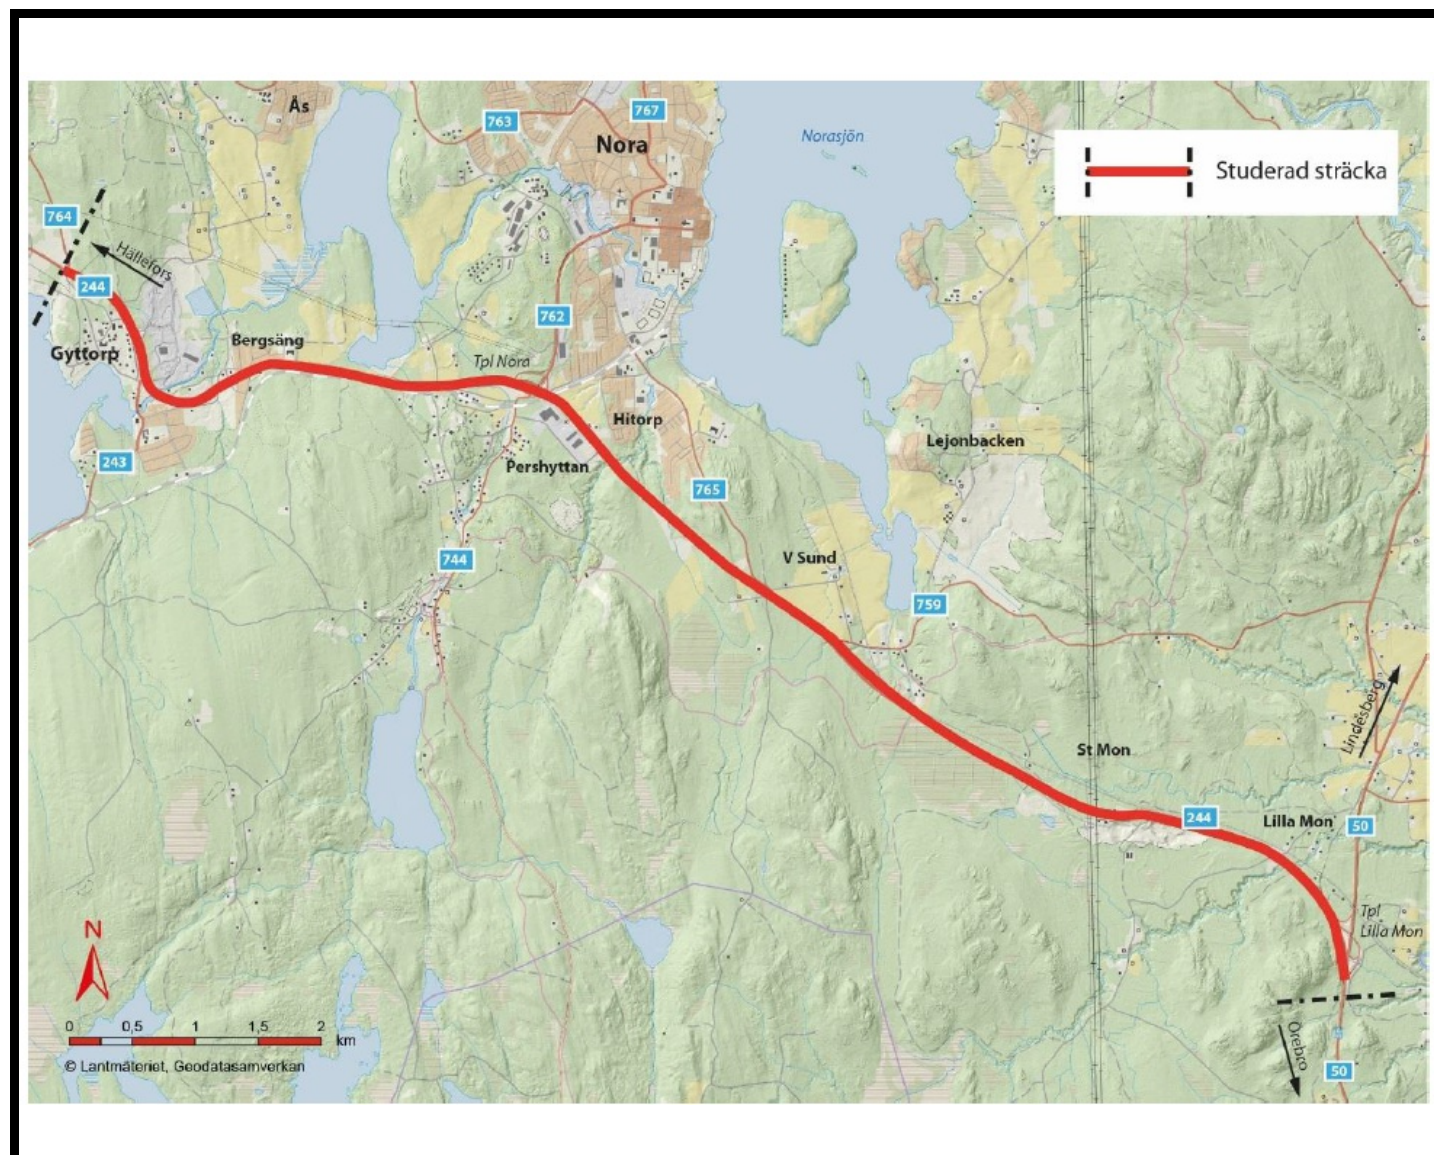 Ås
763
767
Nora
Norasjön
Studerad sträcka
764
Hällefors
244
762
Gyttorp
Bergsäng
Tpl Nora
Hitorp
Lejonbacken
243
Pershyttan
765
744
V Sund
759
Lindesberg
St Mon
244
Lilla Mon
50
Tpl
Lilla Mon
N
0 0,5 1 1,5 2
km
Örebro
© Lantmäteriet, Geodatasamverkan
50